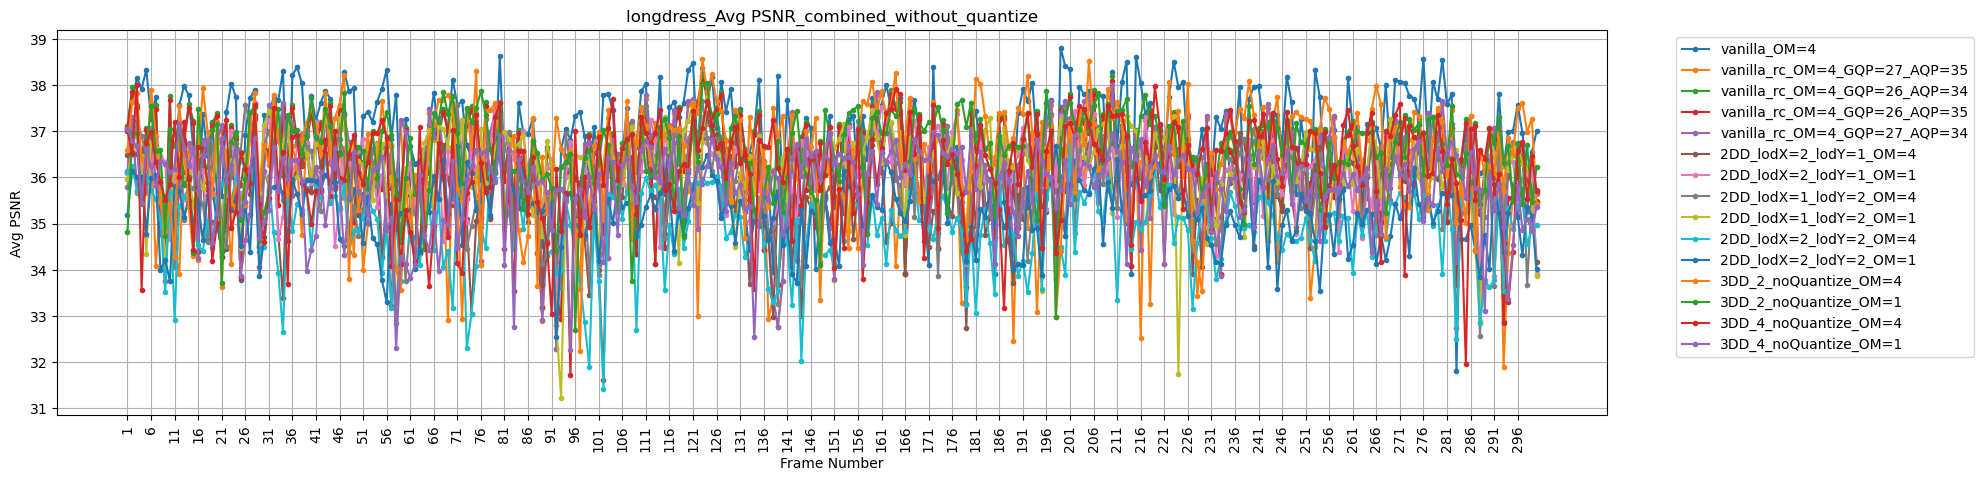 longdress_Avg PSNR_combined_without_quantize
39
38
37
36
35
34
33
32
31
Avg PSNR
1 6 11 16 21 26 31 36 41 46 51 56 61 66 71 76 81 86 91 96 101 106 111 116 121 126 131 136 141 146 151 156 161 166 171 176 181 186 191 196 201 206 211 216 221 226 231 236 241 246 251 256 261 266 271 276 281 286 291 296
Frame Number
vanilla_OM=4
vanilla_rc_OM=4_GQP=27_AQP=35
vanilla_rc_OM=4_GQP=26_AQP=34
vanilla_rc_OM=4_GQP=26_AQP=35
vanilla_rc_OM=4_GQP=27_AQP=34
2DD_lodX=2_lodY=1_OM=4
2DD_lodX=2_lodY=1_OM=1
2DD_lodX=1_lodY=2_OM=4
2DD_lodX=1_lodY=2_OM=1
2DD_lodX=2_lodY=2_OM=4
2DD_lodX=2_lodY=2_OM=1
3DD_2_noQuantize_OM=4
3DD_2_noQuantize_OM=1
3DD_4_noQuantize_OM=4
3DD_4_noQuantize_OM=1